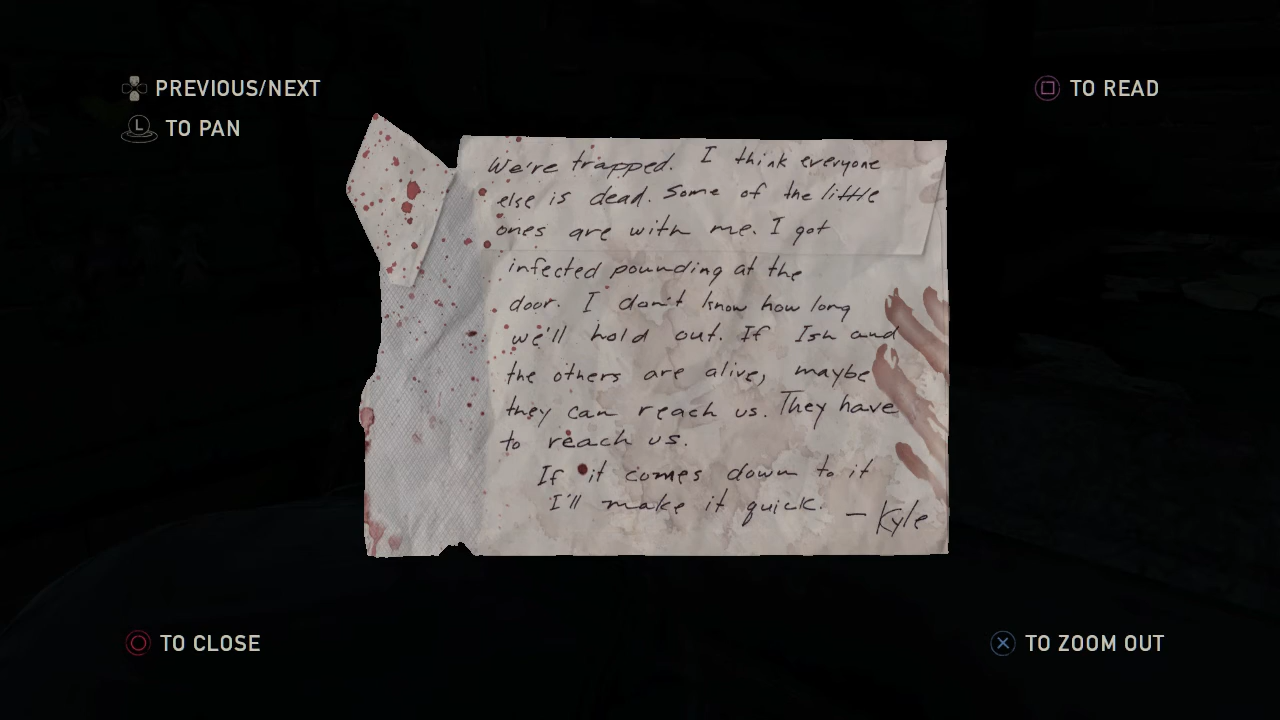 PREVIOUS/NEXT
TO READ
L TO PAN
We're trapped. I think everyone
else is dead. Some of the little
ones are with me. I got
infected pounding at the
door. I don't know how long
we'll hold out. If Ish and
the others are alive, maybe
they can reach us. They have
to reach us.
If it comes down to it
I'll make it quick. — Kyle
TO CLOSE
TO ZOOM OUT